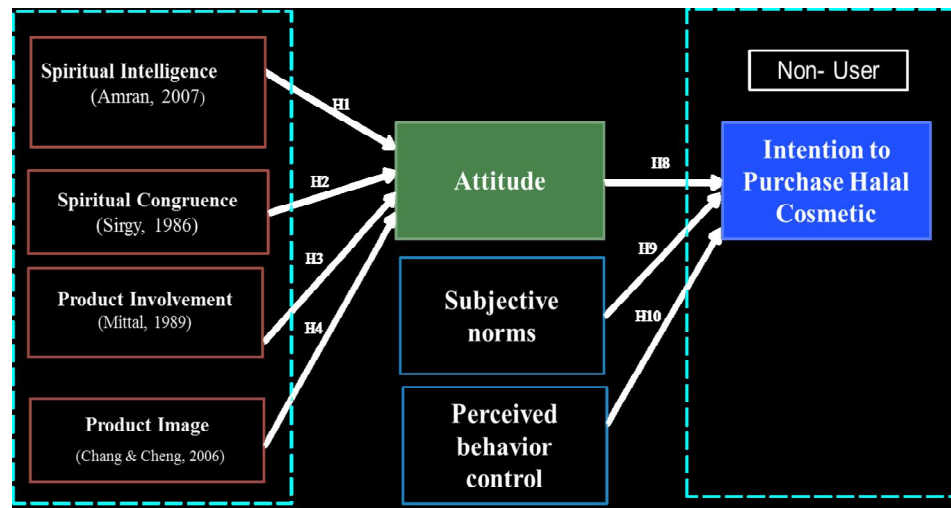 Spiritual Intelligence
(Amran, 2007)
H1
Spiritual Congruence
(Sirgy, 1986)
H2
Product Involvement
(Mittal, 1989)
H3
Product Image
(Chang & Cheng, 2006)
H4
Attitude
H8
Subjective
norms
H9
Perceived
behavior
control
H10
Non- User
Intention to
Purchase Halal
Cosmetic